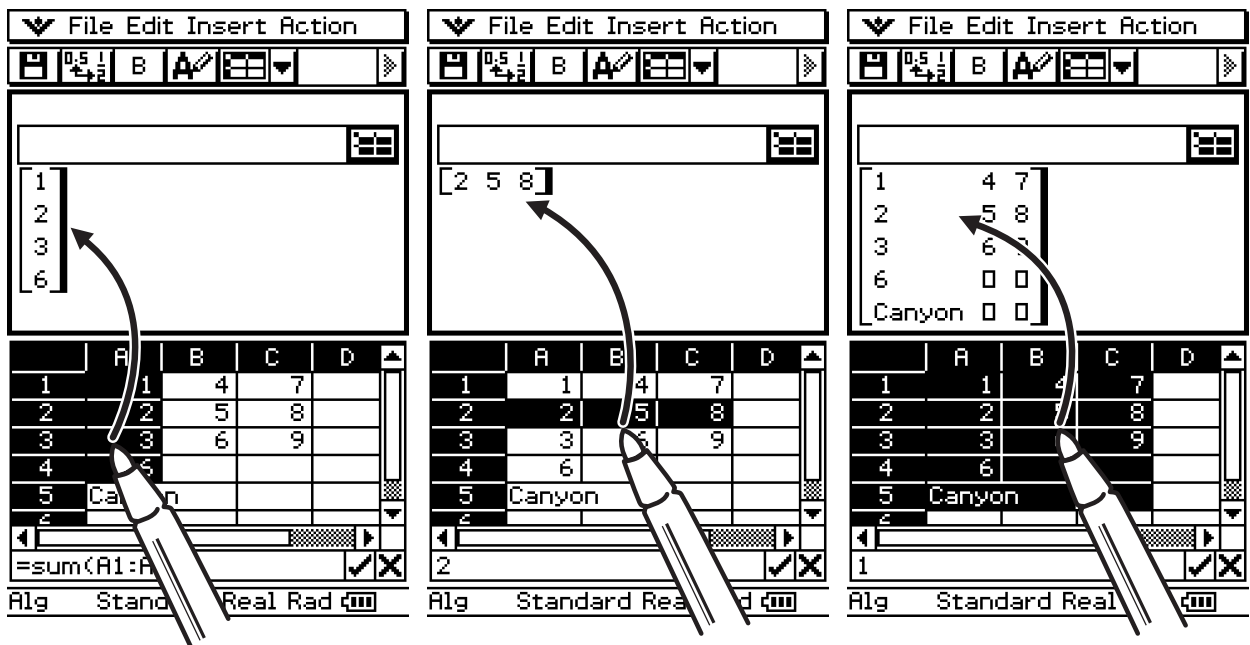 File Edit Insert Action
B
1
2
3
6
A B C D
1 1 4 7
2 2 5 8
3 3 6 9
4 6
5
=sum(A1:A
Alg Real Rad
File Edit Insert Action
B
[2 5 8]
A B C D
1 1 4 7
2 2 5 8
3 3 6 9
4 6
5 Canyon
2
Alg Standard
File Edit Insert Action
B
1 4 7
2 5 8
3 6
6 □ □
Canyon □ □
A B C D
1 1 4 7
2 2 8
3 3 9
4 6
5 Canyon
1
Alg Standard Real